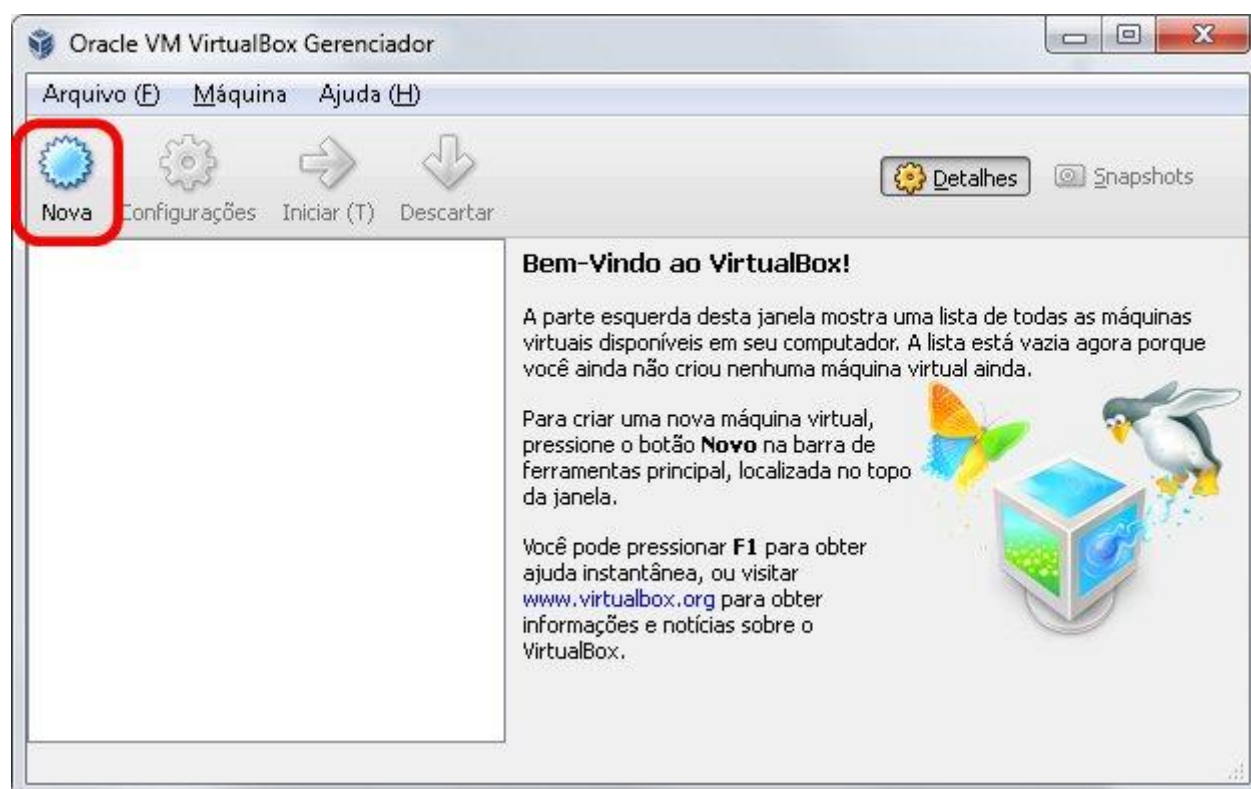 Oracle VM VirtualBox Gerenciador
Arquivo (F) Máquina Ajuda (H)
Nova Configurações Iniciar (T) Descartar
Detalhes Snapshots
Bem-Vindo ao VirtualBox!
A parte esquerda desta janela mostra uma lista de todas as máquinas
virtuais disponíveis em seu computador. A lista está vazia agora porque
você ainda não criou nenhuma máquina virtual ainda.
Para criar uma nova máquina virtual,
pressione o botão Novo na barra de
ferramentas principal, localizada no topo
da janela.
Você pode pressionar F1 para obter
ajuda instantânea, ou visitar
www.virtualbox.org para obter
informações e notícias sobre o
VirtualBox.